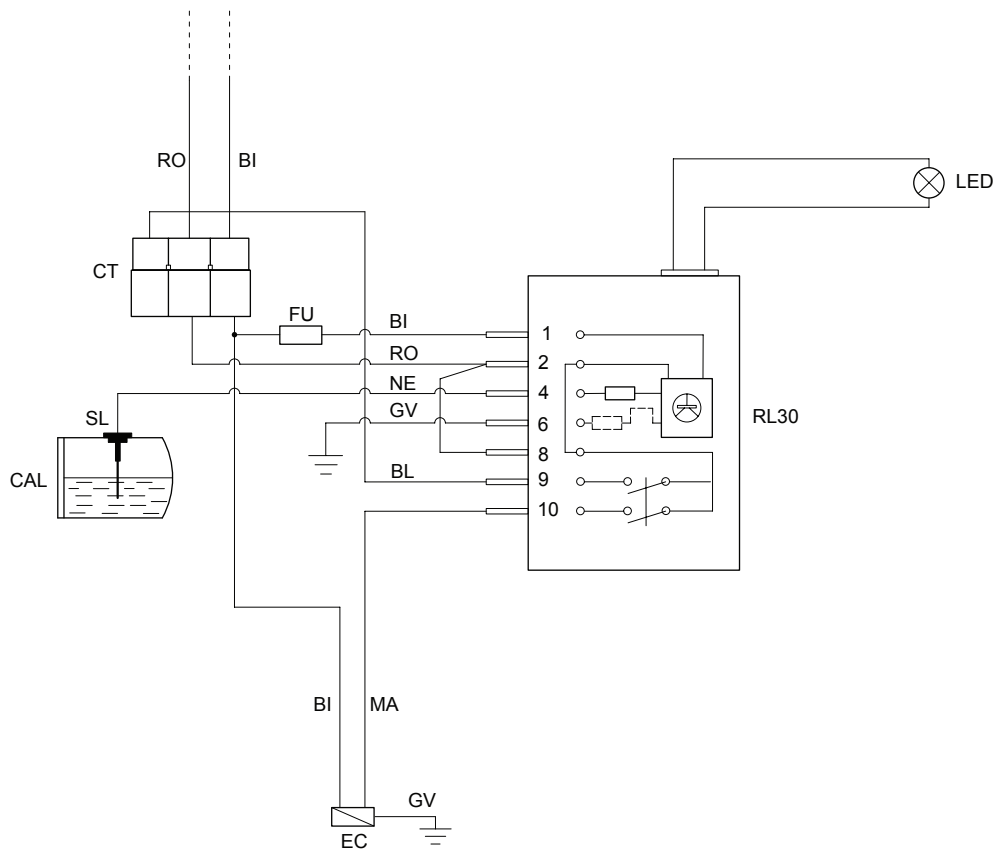 RO BI
LED
CT
FU BI 1
RO 2
NE 4
SL GV 6 RL30
8
CAL BL 9
10
BI MA
GV
EC